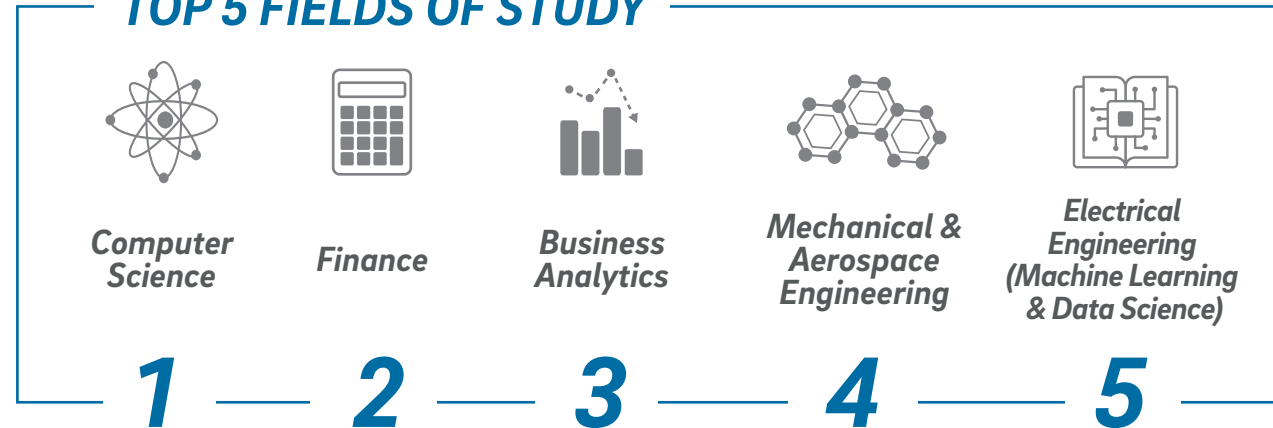 TOP 5 FIELDS OF STUDY
Computer
Science
Finance
Business
Analytics
Mechanical &
Aerospace
Engineering
Electrical
Engineering
(Machine Learning
& Data Science)
1 2 3 4 5